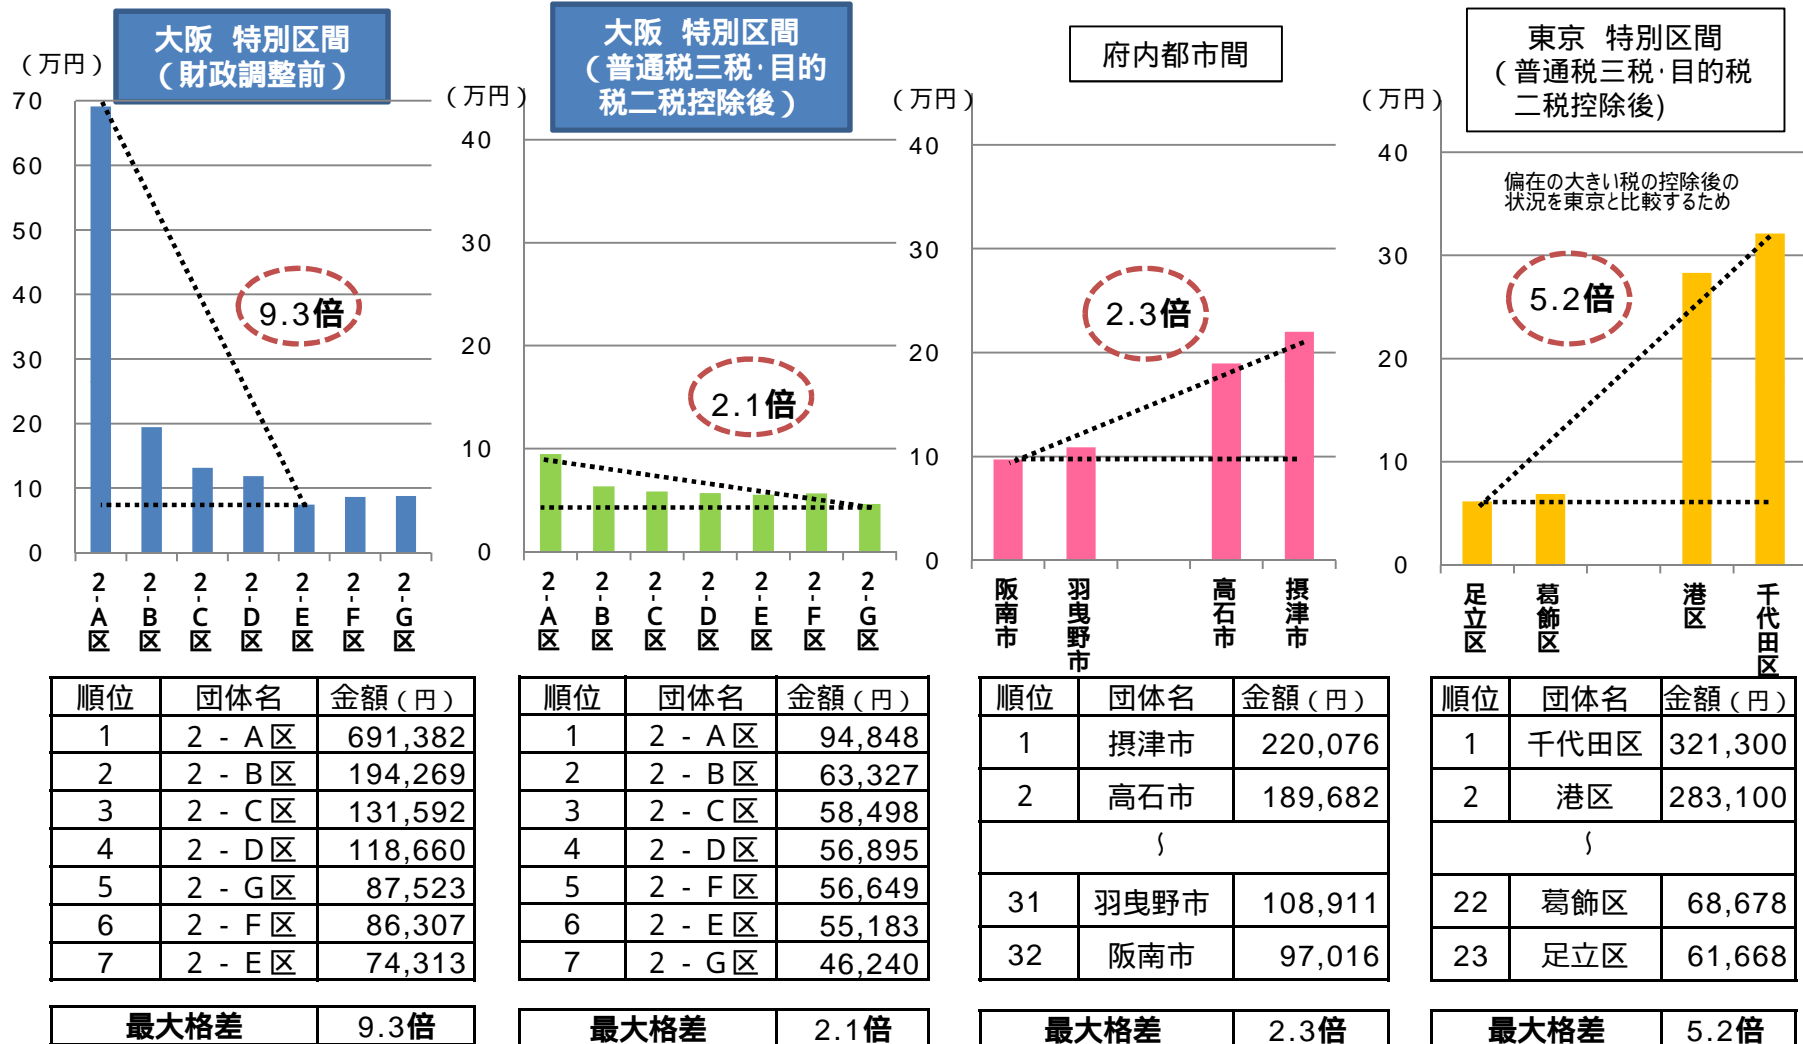 大阪 特別区間
（財政調整前）
（万円）
70
60
50
40
30
20
10
0
9.3倍
2-A区
2-B区
2-C区
2-D区
2-E区
2-F区
2-G区
大阪 特別区間
（普通税三税・目的
税二税控除後）
（万円）
40
30
20
10
0
2.1倍
2-A区
2-B区
2-C区
2-D区
2-E区
2-F区
2-G区
府内都市間
（万円）
40
30
20
10
0
2.3倍
阪南市
羽曳野市
高石市
摂津市
東京 特別区間
（普通税三税・目的税
二税控除後)
（万円）
偏在の大きい税の控除後の
状況を東京と比較するため
40
30
20
10
0
5.2倍
足立区
葛飾区
港区
千代田区
順位 団体名 金額（円）
1 2 - A区 691,382
2 2 - B区 194,269
3 2 - C区 131,592
4 2 - D区 118,660
5 2 - G区 87,523
6 2 - F区 86,307
7 2 - E区 74,313
最大格差 9.3倍
順位 団体名 金額（円）
1 2 - A区 94,848
2 2 - B区 63,327
3 2 - C区 58,498
4 2 - D区 56,895
5 2 - F区 56,649
6 2 - E区 55,183
7 2 - G区 46,240
最大格差 2.1倍
順位 団体名 金額（円）
1 摂津市 220,076
2 高石市 189,682
〜
31 羽曳野市 108,911
32 阪南市 97,016
最大格差 2.3倍
順位 団体名 金額（円）
1 千代田区 321,300
2 港区 283,100
〜
22 葛飾区 68,678
23 足立区 61,668
最大格差 5.2倍